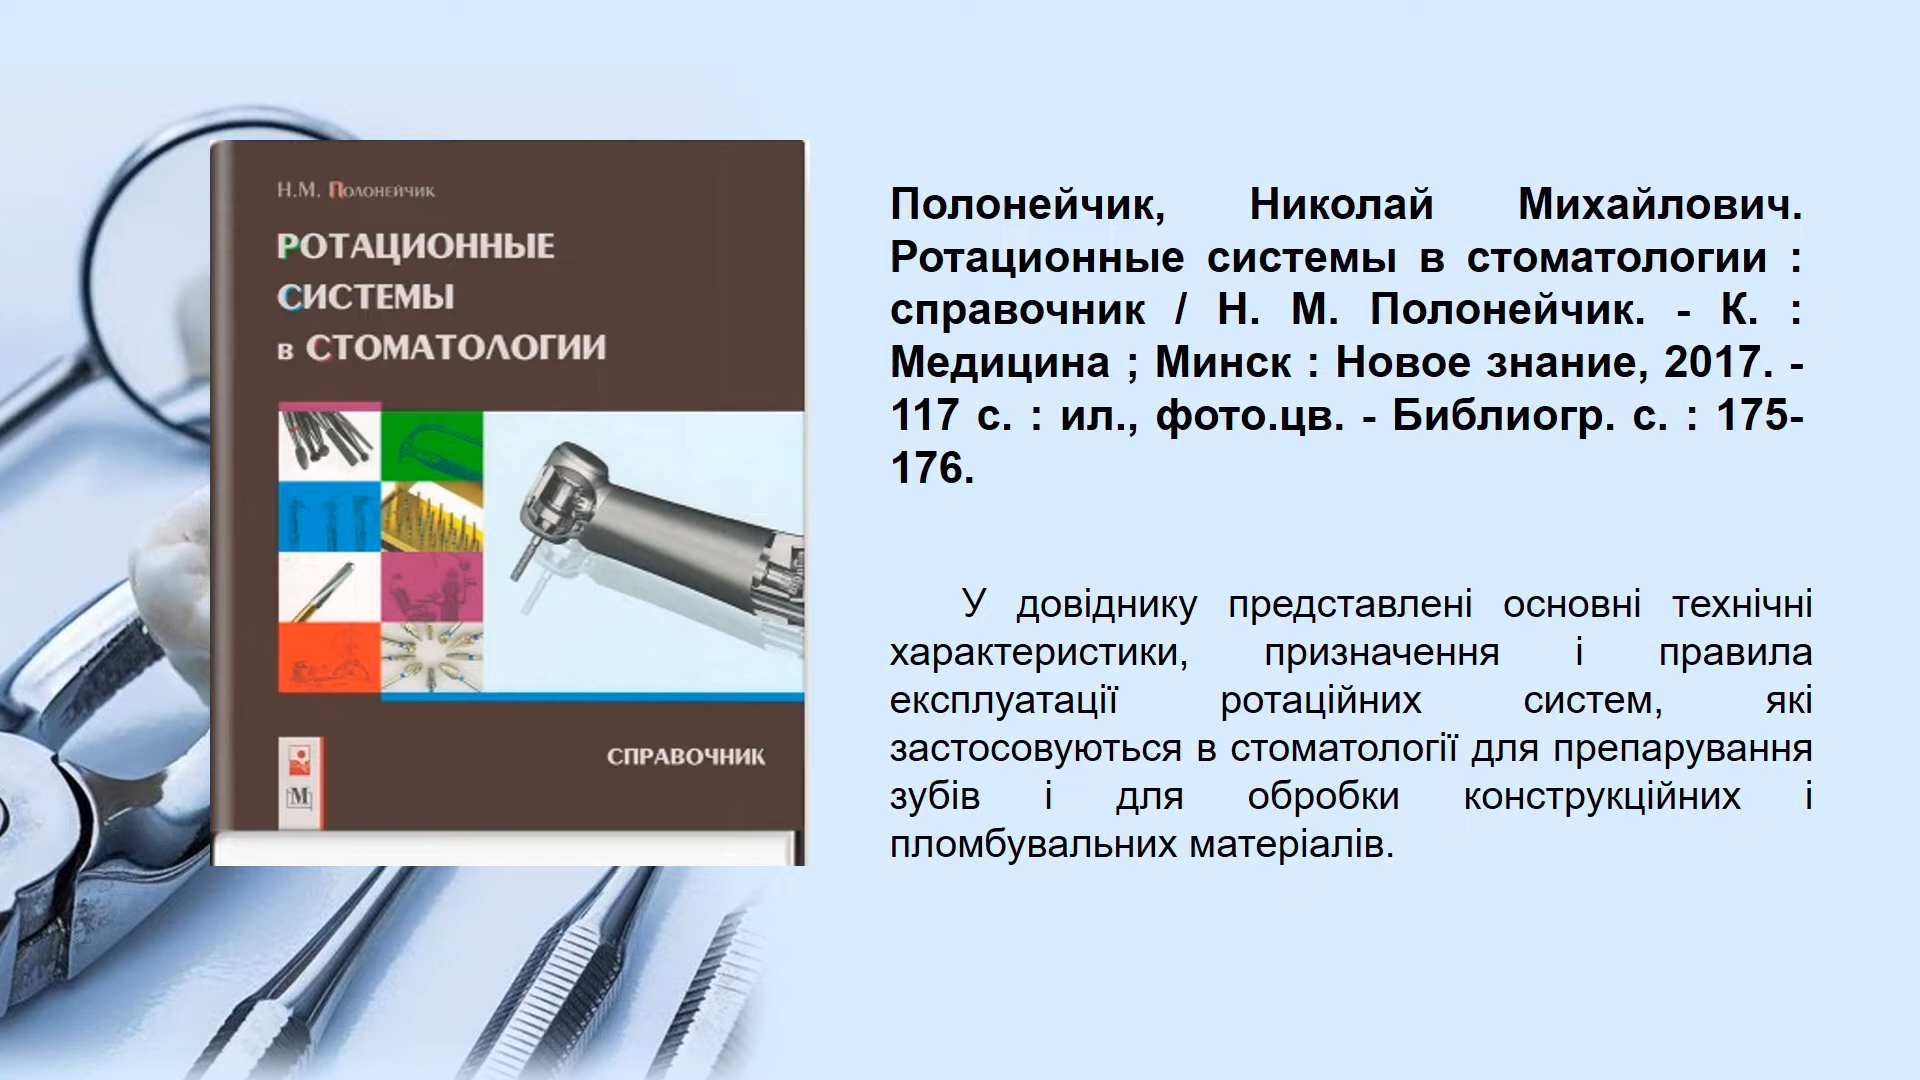 Н.М. Полонейчик
РОТАЦИОННЫЕ
СИСТЕМЫ
в СТОМАТОЛОГИИ
СПРАВОЧНИК
М
Полонейчик, Николай Михайлович.
Ротационные системы в стоматологии :
справочник / Н. М. Полонейчик. - К. :
Медицина ; Минск : Новое знание, 2017. -
117 с. : ил., фото.цв. - Библиогр. с. : 175-
176.
У довіднику представлені основні технічні
характеристики, призначення і правила
експлуатації ротаційних систем, які
застосовуються в стоматології для препарування
зубів і для обробки конструкційних і
пломбувальних матеріалів.